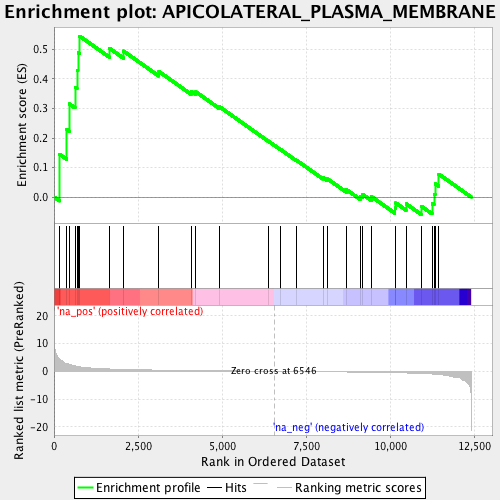 Enrichment plot: APICOLATERAL_PLASMA_MEMBRANE
Enrichment score (ES)
0.5
0.4
0.3
0.2
0.1
0.0
'na_pos' (positively correlated)
Ranked list metric (PreRanked)
20
10
0
-10
-20
Zero cross at 6546
'na_neg' (negatively correlated)
0
2,500
5,000
7,500
10,000
12,500
Rank in Ordered Dataset
Enrichment profile
Hits
Ranking metric scores